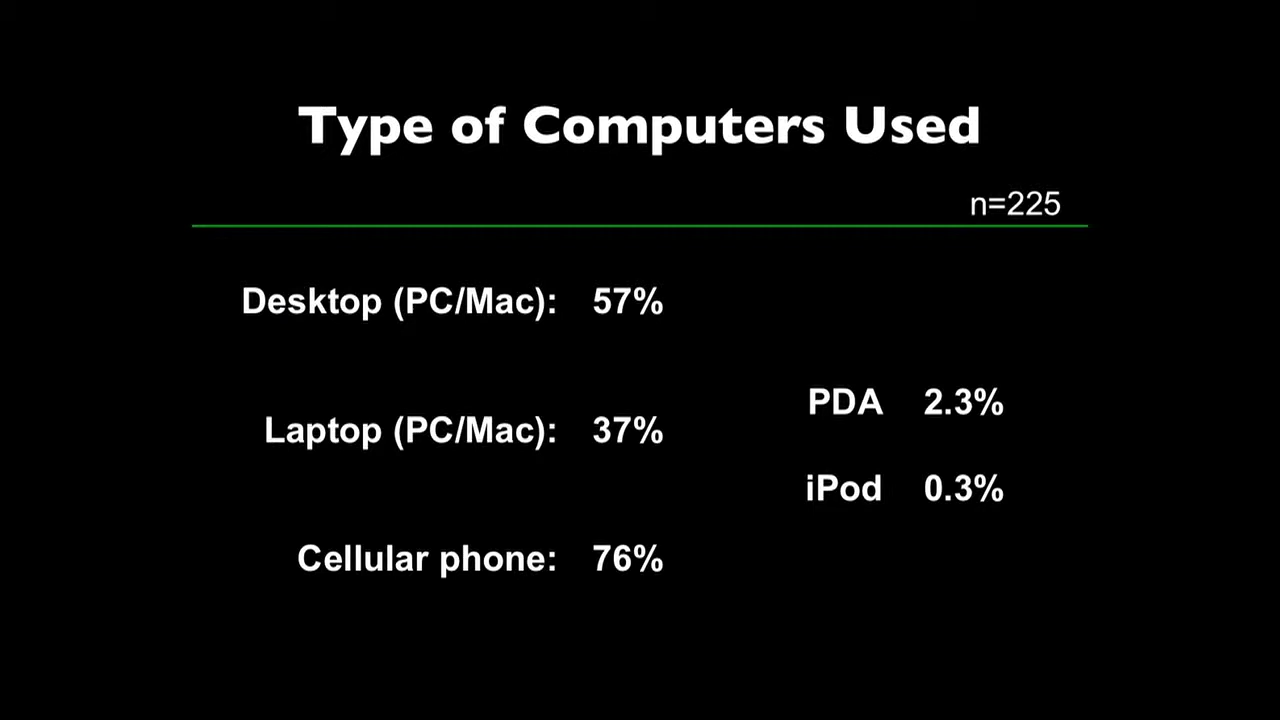 Type of Computers Used
n=225
Desktop (PC/Mac): 57%
Laptop (PC/Mac): 37%
Cellular phone: 76%
PDA 2.3%
iPod 0.3%